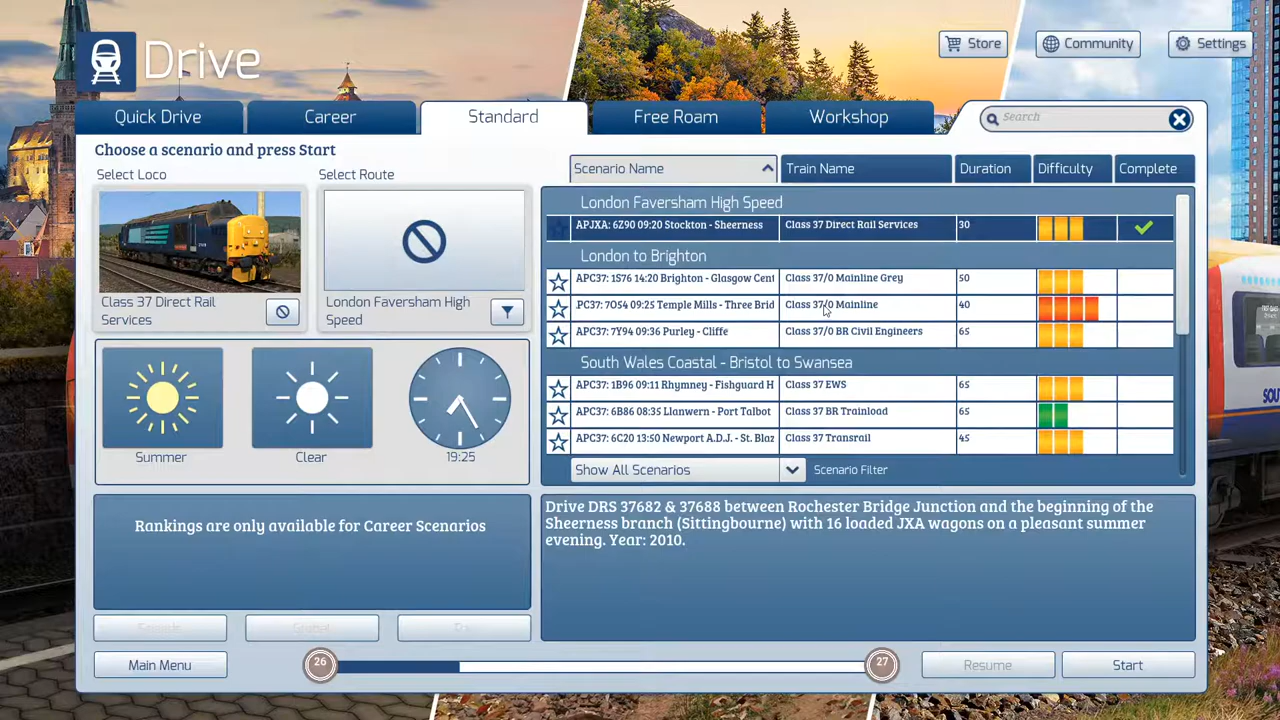 Drive
Store
Community
Settings
Quick Drive
Career
Standard
Free Roam
Workshop
Search
Choose a scenario and press Start
Select Loco
Select Route
Class 37 Direct Rail
Services
London Faversham High
Speed
Summer
Clear
19:25
Rankings are only available for Career Scenarios
Scenario Name
Train Name
Duration
Difficulty
Complete
London Faversham High Speed
APJXA: 6Z90 09:20 Stockton - Sheerness
Class 37 Direct Rail Services
30
London to Brighton
APC37: 1S76 14:20 Brighton - Glasgow Cent
Class 37/0 Mainline Grey
50
PC37: 7O54 09:25 Temple Mills - Three Brid
Class 37/0 Mainline
40
APC37: 7Y94 09:36 Purley - Cliffe
Class 37/0 BR Civil Engineers
65
South Wales Coastal - Bristol to Swansea
APC37: 1B96 09:11 Rhymney - Fishguard H
Class 37 EWS
65
APC37: 6B86 08:35 Llanwern - Port Talbot
Class 37 BR Trainload
65
APC37: 6C20 13:50 Newport A.D.J. - St. Blaz
Class 37 Transrail
45
Show All Scenarios
Scenario Filter
Drive DRS 37682 & 37688 between Rochester Bridge Junction and the beginning of the
Sheerness branch (Sittingbourne) with 16 loaded JXA wagons on a pleasant summer
evening. Year: 2010.
Main Menu
26
27
Resume
Start